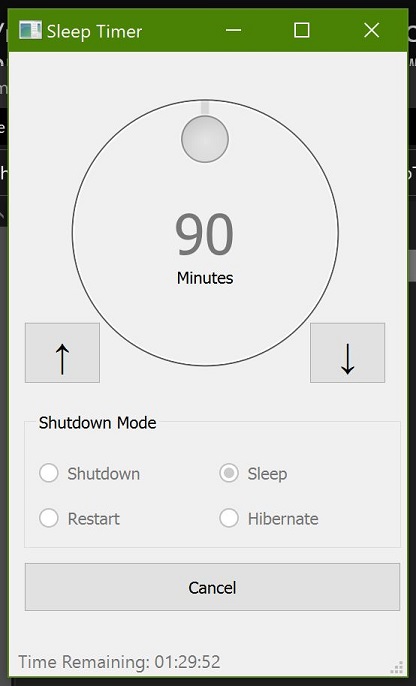 Sleep Timer
90
Minutes
↑
↓
Shutdown Mode
Shutdown
Sleep
Restart
Hibernate
Cancel
Time Remaining: 01:29:52